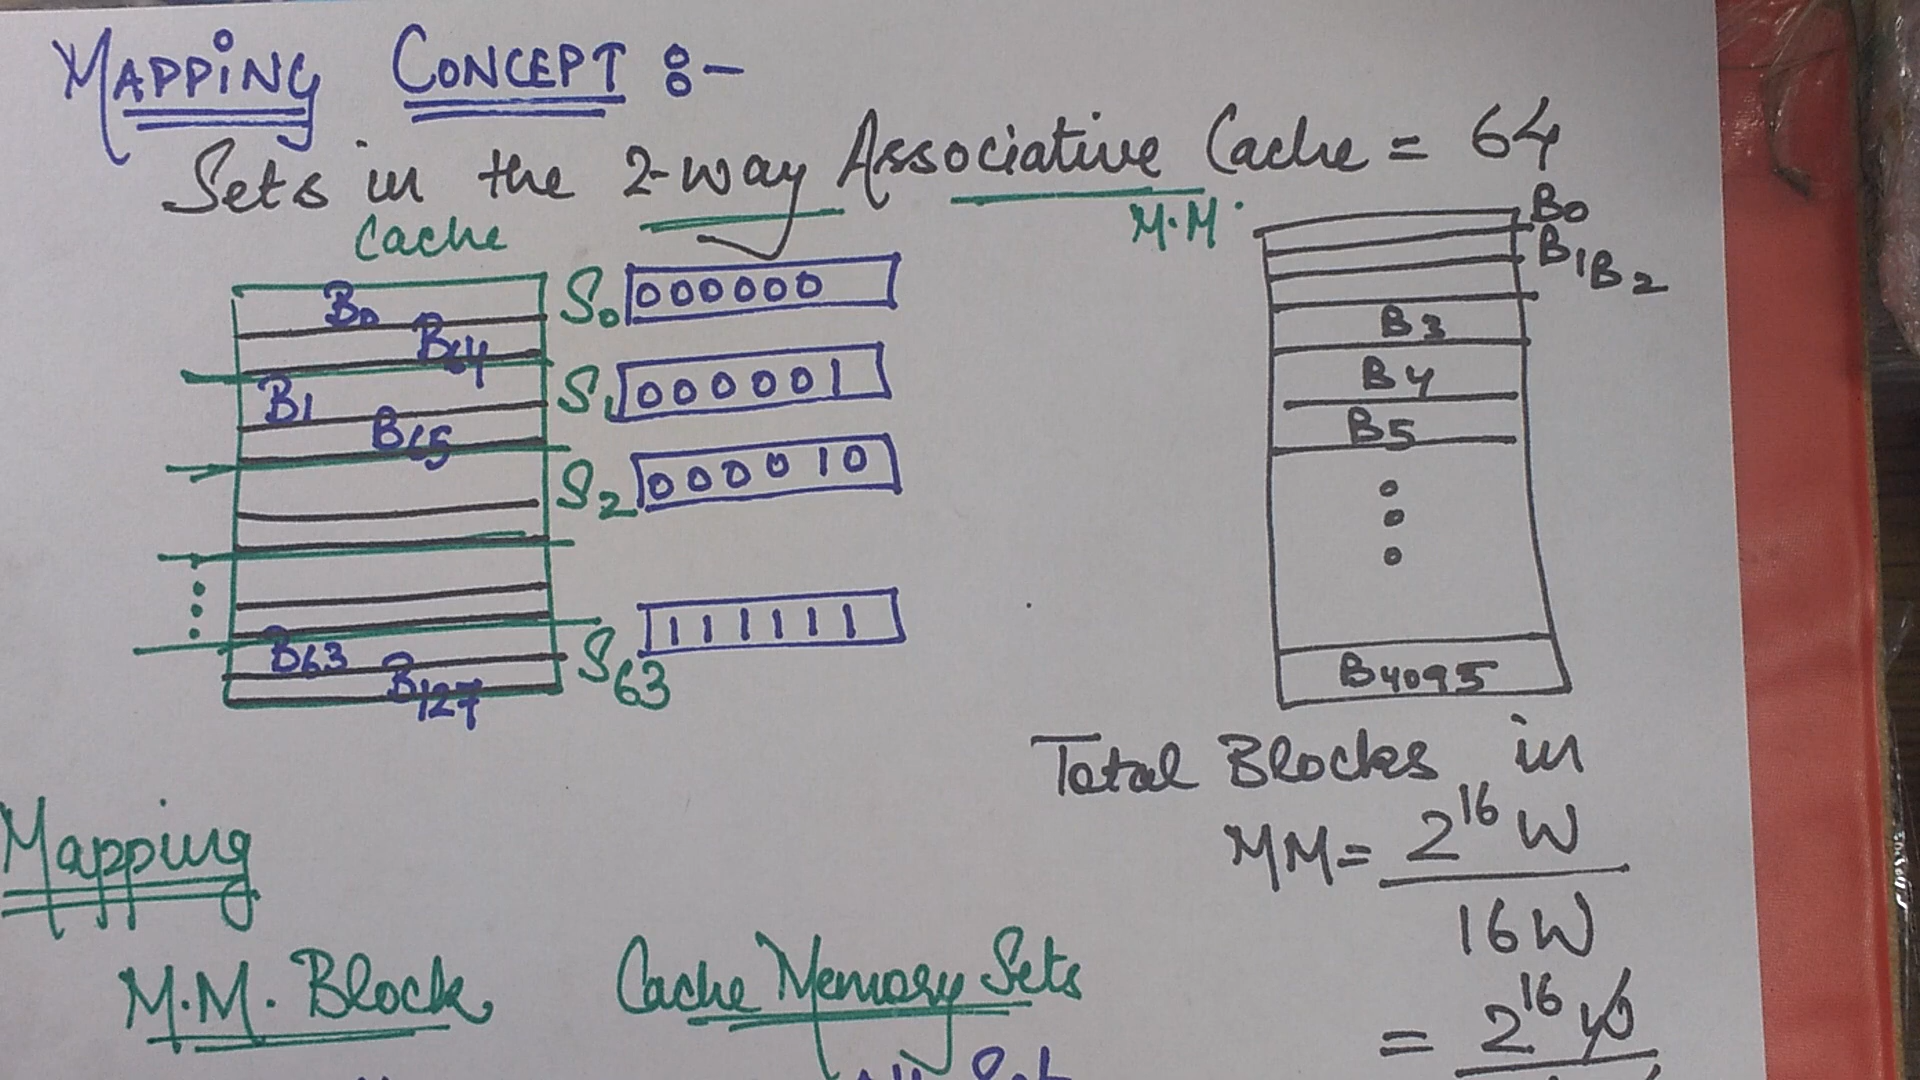 MAPPING CONCEPT :-
Sets in the 2-way Associative Cache = 64
Cache
B0 S0 000000
B64
B1 S1 000001
B65
S2 000010
B63 S63 111111
B127
M.M.
B0
B1 B2
B3
B4
B5
B4095
Total Blocks in
MM = 2^16 W
16W
= 2^16 W
Mapping
M.M. Block Cache Memory Sets